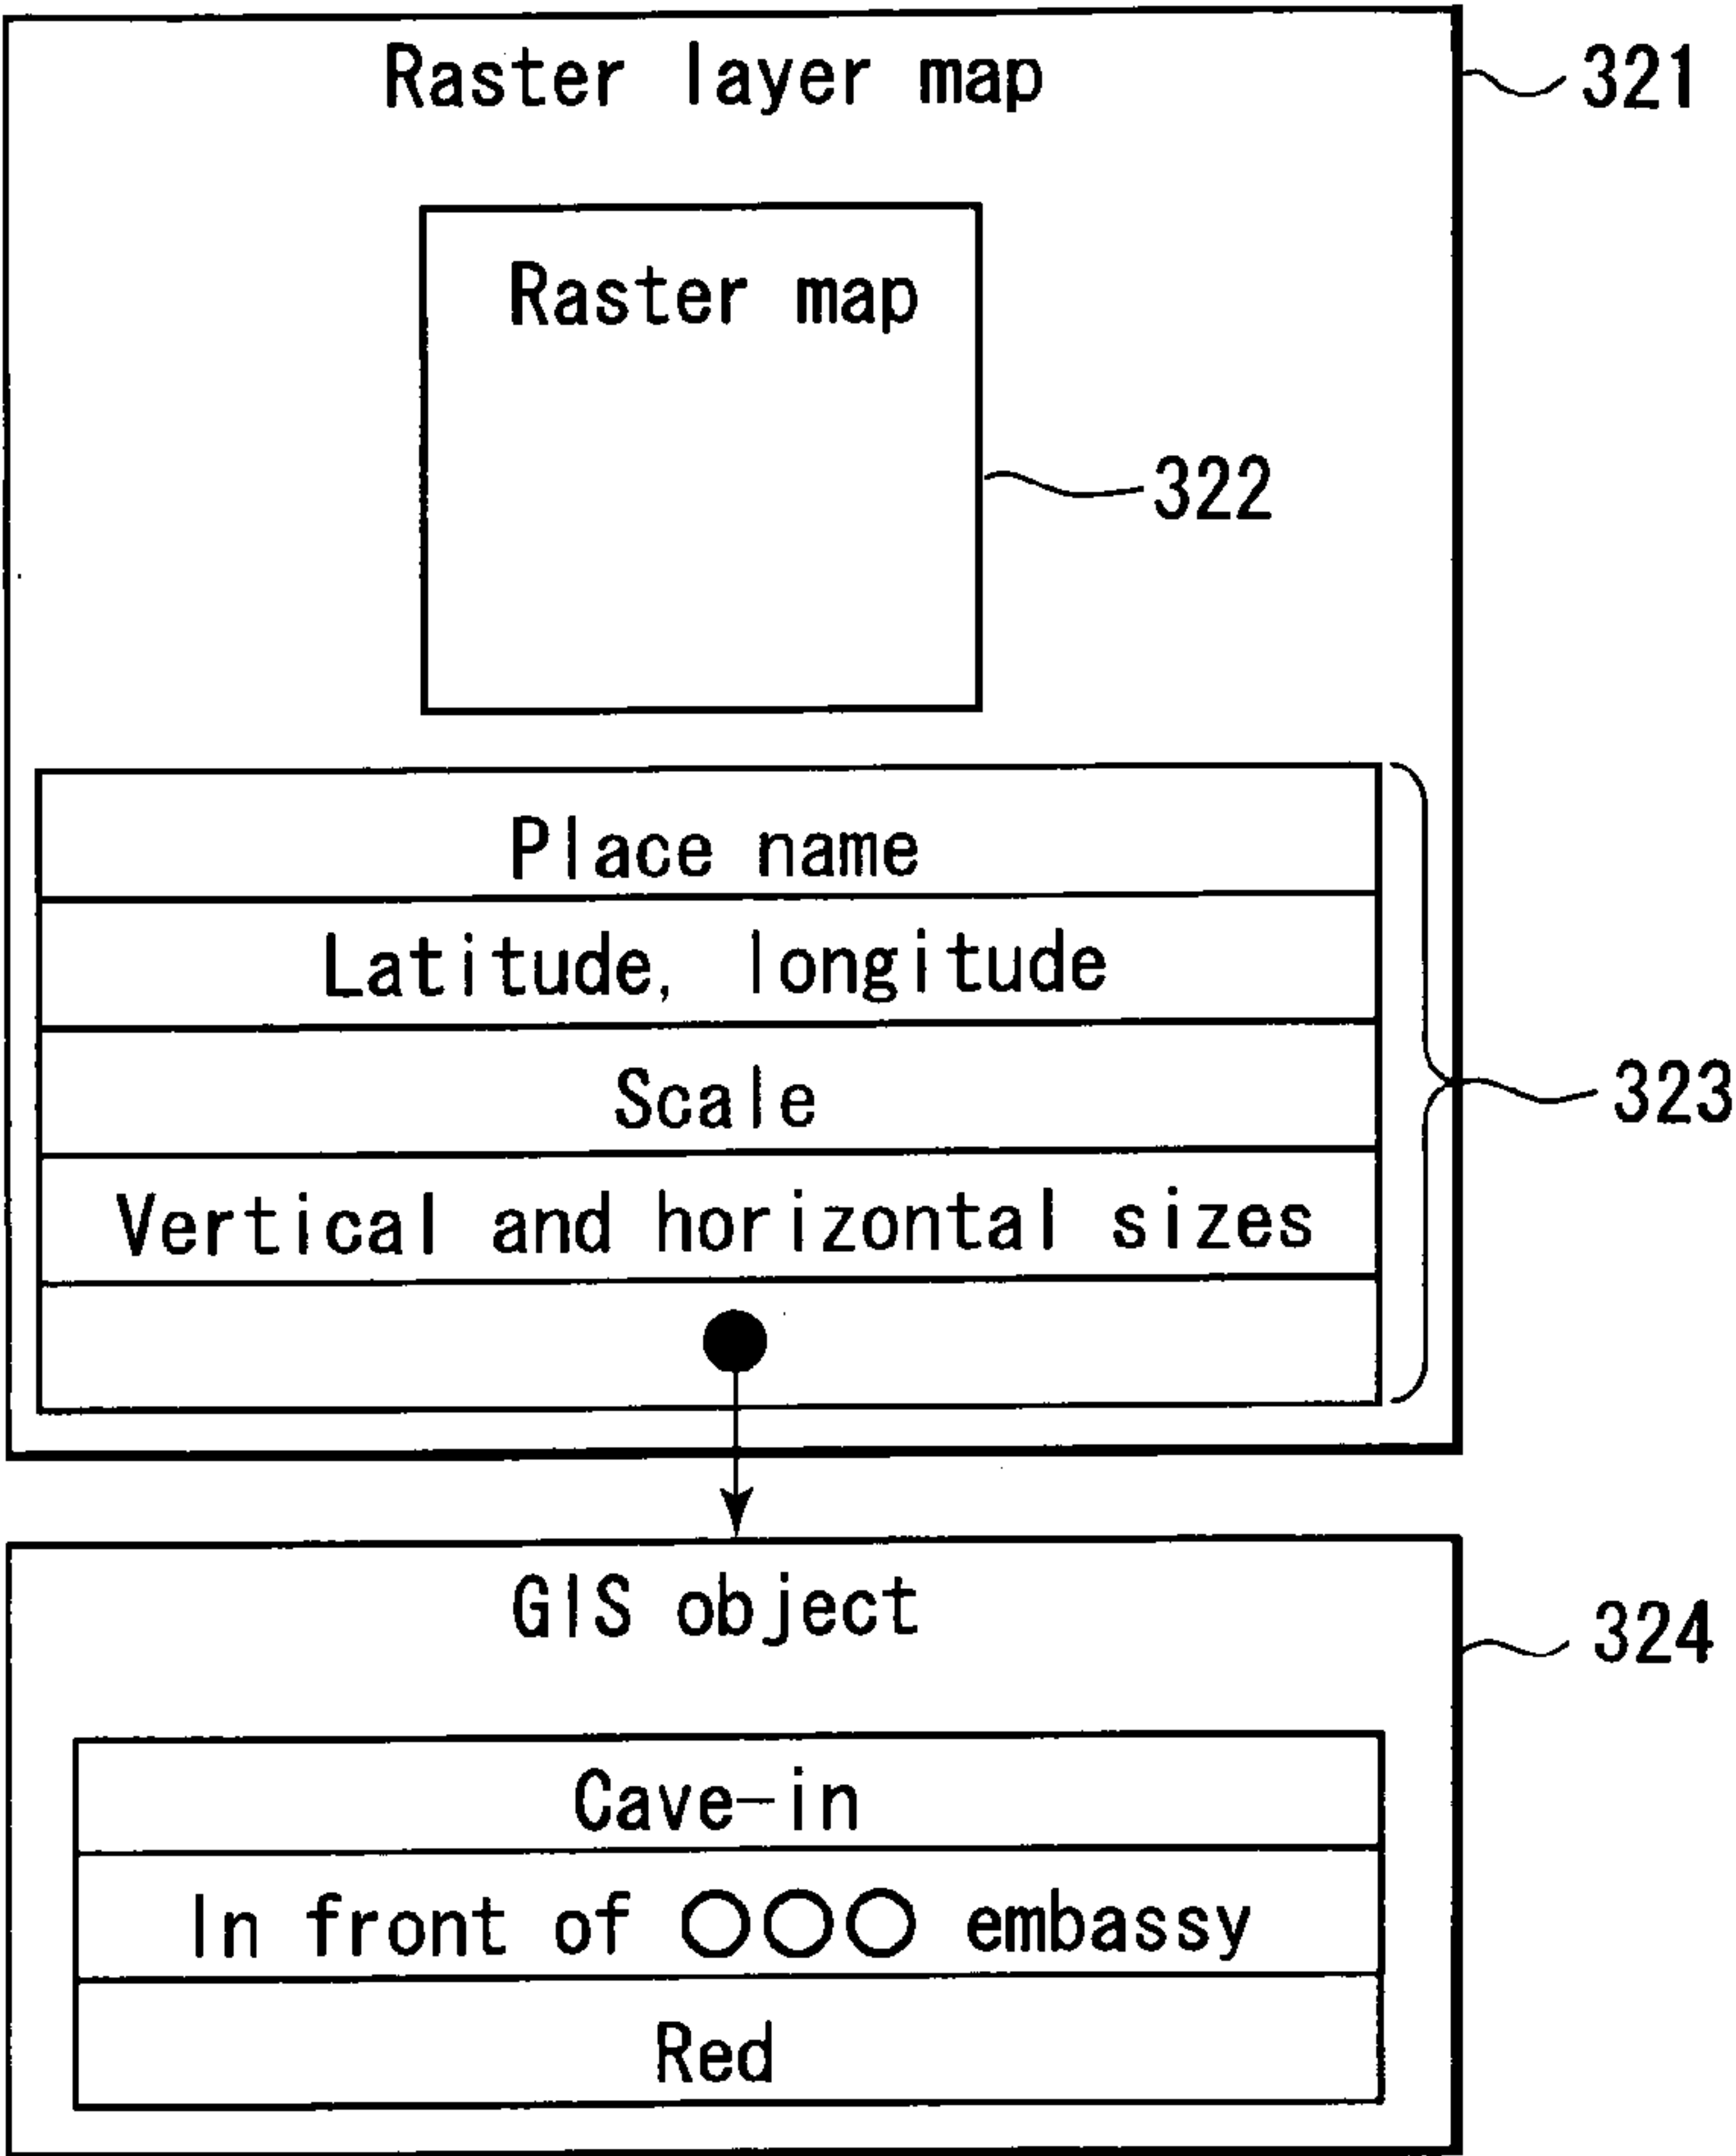 Raster layer map
321
Raster map
322
Place name
Latitude, longitude
Scale
323
Vertical and horizontal sizes
GIS object
324
Cave-in
In front of ○○○ embassy
Red